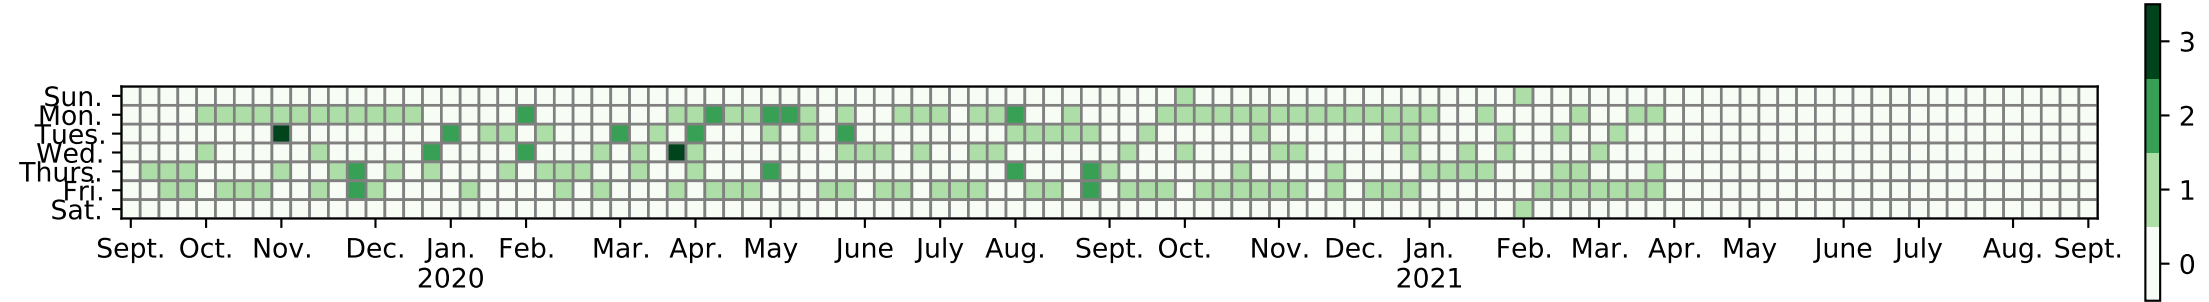 Sun.
Mon.
Tues.
Wed.
Thurs.
Fri.
Sat.
Sept. Oct. Nov. Dec. Jan. Feb. Mar. Apr. May June July Aug. Sept. Oct. Nov. Dec. Jan. Feb. Mar. Apr. May June July Aug. Sept.
2020 2021
3
2
1
0